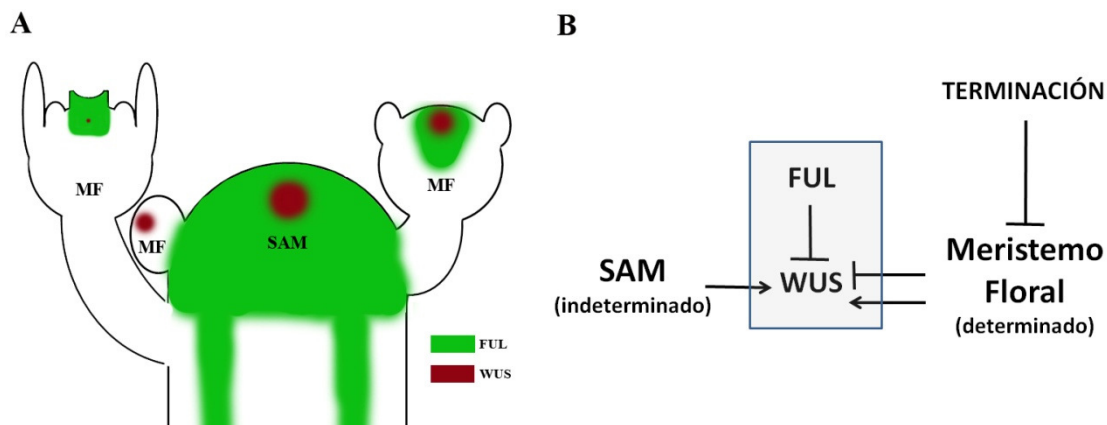 A
MF
MF
SAM
MF
FUL
WUS
B
TERMINACIÓN
FUL
WUS
SAM
(indeterminado)
Meristemo
Floral
(determinado)